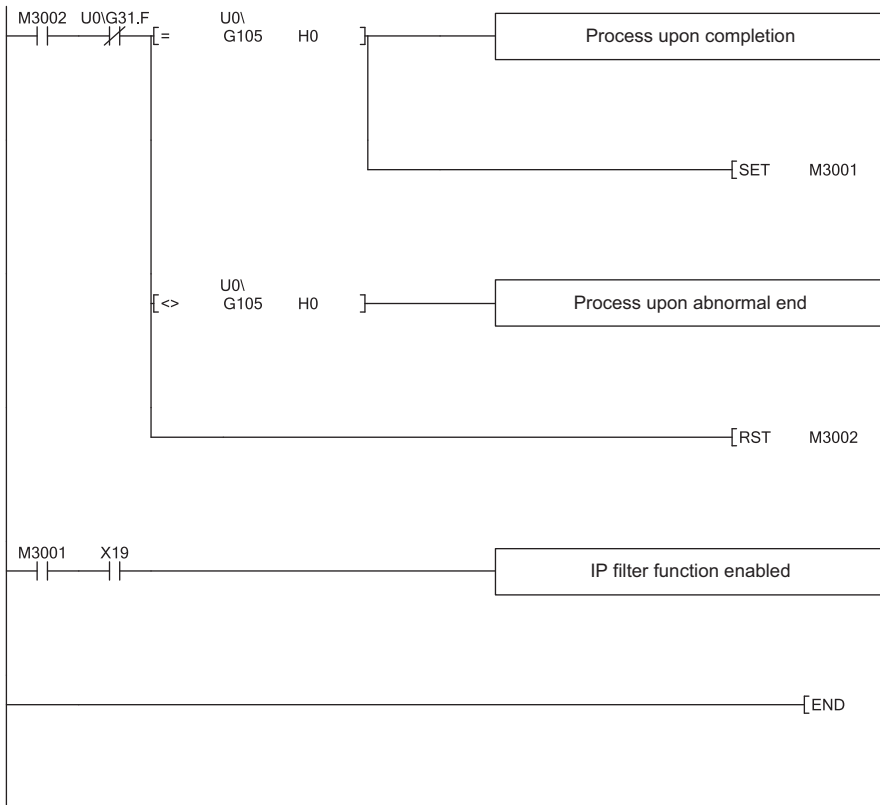 M3002 U0\G31.F U0\
[= G105 H0 ] Process upon completion
[SET M3001
U0\
[<> G105 H0 ] Process upon abnormal end
[RST M3002
M3001 X19
IP filter function enabled
[END